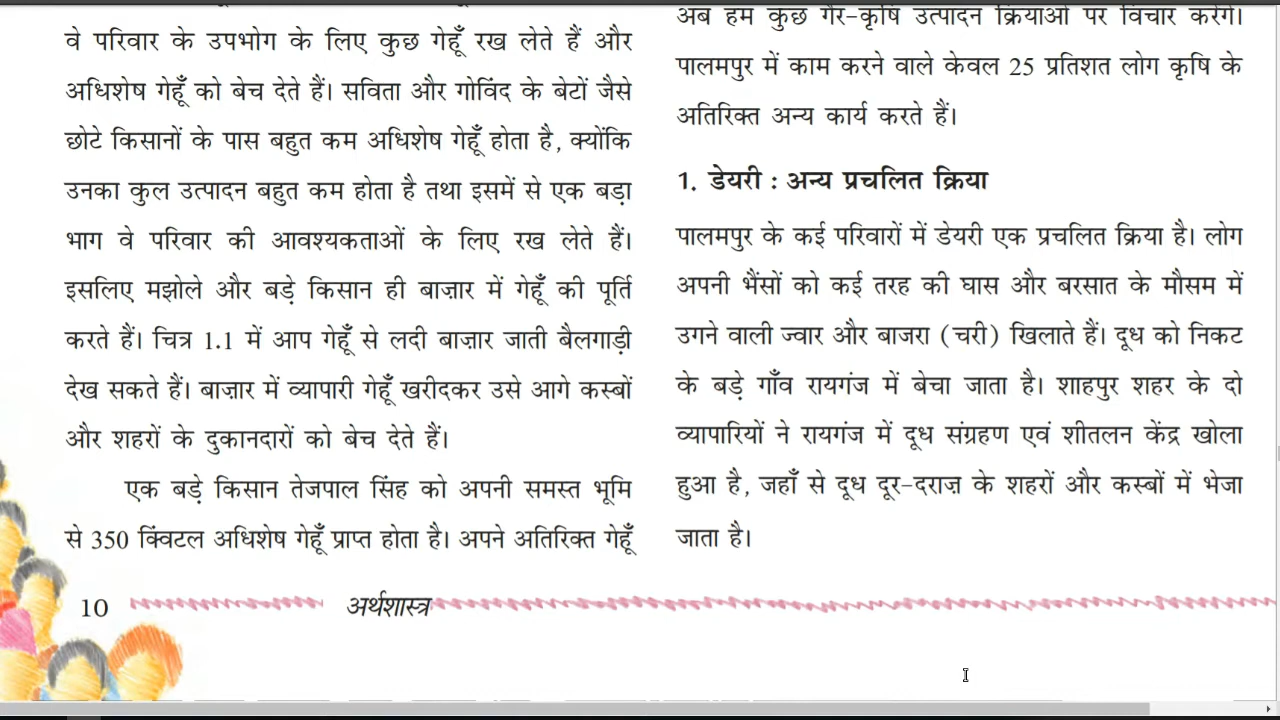 वे परिवार के उपभोग के लिए कुछ गेहूँ रख लेते हैं और
अधिशेष गेहूँ को बेच देते हैं। सविता और गोविंद के बेटों जैसे
छोटे किसानों के पास बहुत कम अधिशेष गेहूँ होता है, क्योंकि
उनका कुल उत्पादन बहुत कम होता है तथा इसमें से एक बड़ा
भाग वे परिवार की आवश्यकताओं के लिए रख लेते हैं।
इसलिए मझोले और बड़े किसान ही बाज़ार में गेहूँ की पूर्ति
करते हैं। चित्र 1.1 में आप गेहूँ से लदी बाज़ार जाती बैलगाड़ी
देख सकते हैं। बाज़ार में व्यापारी गेहूँ खरीदकर उसे आगे कस्बों
और शहरों के दुकानदारों को बेच देते हैं।
एक बड़े किसान तेजपाल सिंह को अपनी समस्त भूमि
से 350 क्विंटल अधिशेष गेहूँ प्राप्त होता है। अपने अतिरिक्त गेहूँ
अब हम कुछ गैर-कृषि उत्पादन क्रियाओं पर विचार करेंगे।
पालमपुर में काम करने वाले केवल 25 प्रतिशत लोग कृषि के
अतिरिक्त अन्य कार्य करते हैं।
1. डेयरी : अन्य प्रचलित क्रिया
पालमपुर के कई परिवारों में डेयरी एक प्रचलित क्रिया है। लोग
अपनी भैंसों को कई तरह की घास और बरसात के मौसम में
उगने वाली ज्वार और बाजरा (चरी) खिलाते हैं। दूध को निकट
के बड़े गाँव रायगंज में बेचा जाता है। शाहपुर शहर के दो
व्यापारियों ने रायगंज में दूध संग्रहण एवं शीतलन केंद्र खोला
हुआ है, जहाँ से दूध दूर-दराज़ के शहरों और कस्बों में भेजा
जाता है।
10 अर्थशास्त्र